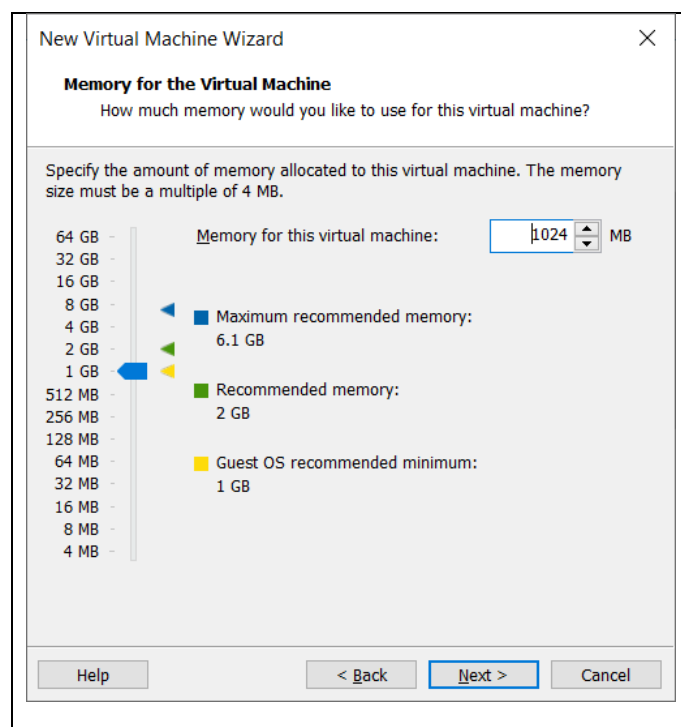 New Virtual Machine Wizard
Memory for the Virtual Machine
How much memory would you like to use for this virtual machine?
Specify the amount of memory allocated to this virtual machine. The memory
size must be a multiple of 4 MB.
Memory for this virtual machine: 1024 MB
64 GB
32 GB
16 GB
8 GB
4 GB
2 GB
1 GB
512 MB
256 MB
128 MB
64 MB
32 MB
16 MB
8 MB
4 MB
Maximum recommended memory:
6.1 GB
Recommended memory:
2 GB
Guest OS recommended minimum:
1 GB
Help
< Back
Next >
Cancel